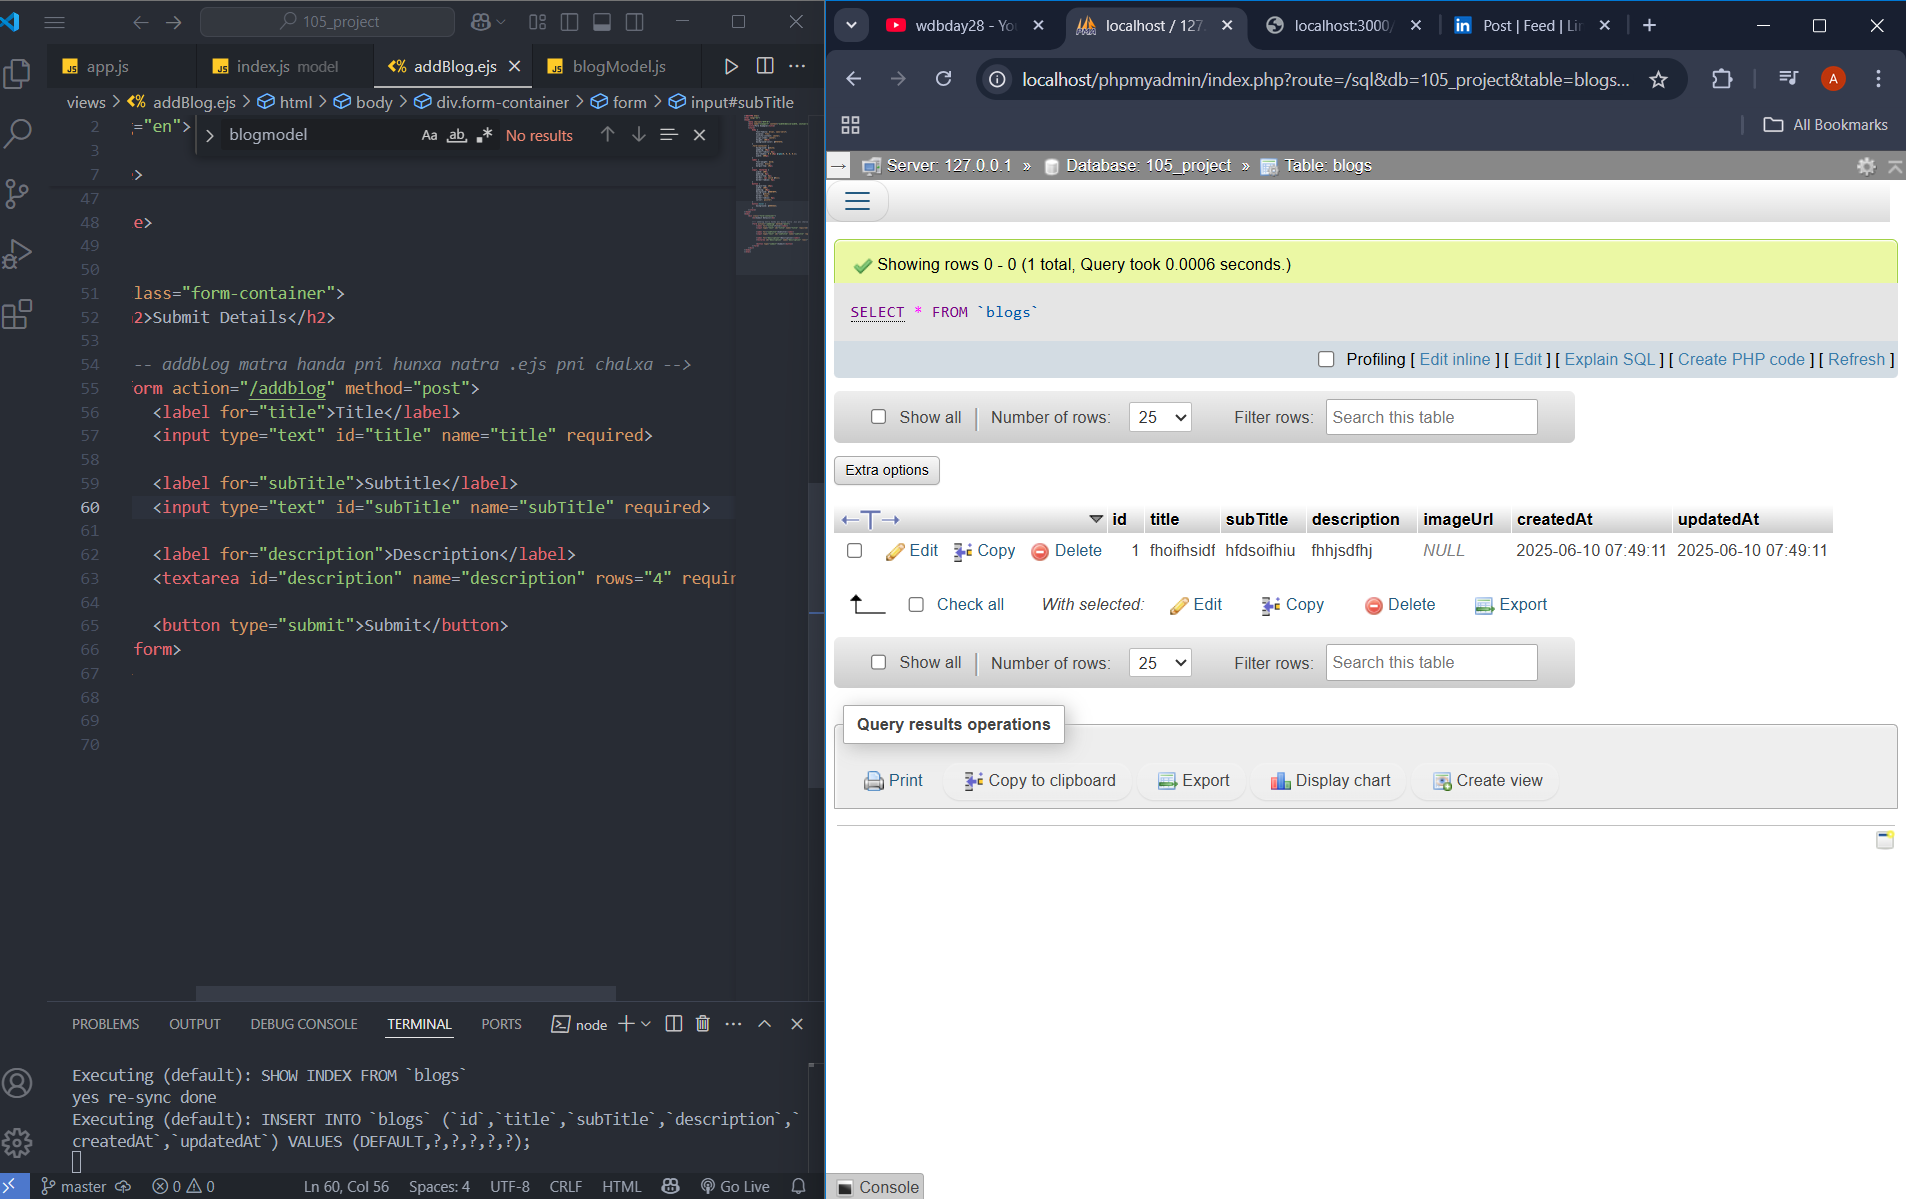 105_project
app.js
index.js model
addBlog.ejs
blogModel.js
views > addBlog.ejs > html > body > div.form-container > form > input#subTitle
blogmodel
Aa ab .* No results
2 ="en">
3
7 >
47
48 e>
49
50
51 lass="form-container">
52 2>Submit Details</h2>
53
54 -- addblog matra handa pni hunxa natra .ejs pni chalxa -->
55 orm action="/addblog" method="post">
56 <label for="title">Title</label>
57 <input type="text" id="title" name="title" required>
58
59 <label for="subTitle">Subtitle</label>
60 <input type="text" id="subTitle" name="subTitle" required>
61
62 <label for="description">Description</label>
63 <textarea id="description" name="description" rows="4" requir
64
65 <button type="submit">Submit</button>
66 form>
67
68
69
70
PROBLEMS OUTPUT DEBUG CONSOLE TERMINAL PORTS node
Executing (default): SHOW INDEX FROM `blogs`
yes re-sync done
Executing (default): INSERT INTO `blogs` (`id`,`title`,`subTitle`,`description`,`
createdAt`,`updatedAt`) VALUES (DEFAULT,?,?,?,?,?);
master 0 0 Ln 60, Col 56 Spaces: 4 UTF-8 CRLF HTML Go Live
wdbday28 - Yo
localhost / 127.
localhost:3000/
in Post | Feed | Lin
localhost/phpmyadmin/index.php?route=/sql&db=105_project&table=blogs...
A
All Bookmarks
Server: 127.0.0.1 » Database: 105_project » Table: blogs
Showing rows 0 - 0 (1 total, Query took 0.0006 seconds.)
SELECT * FROM `blogs`
Profiling [ Edit inline ] [ Edit ] [ Explain SQL ] [ Create PHP code ] [ Refresh ]
Show all | Number of rows: 25 Filter rows: Search this table
Extra options
←T→ id title subTitle description imageUrl createdAt updatedAt
Edit Copy Delete 1 fhoifhsidf hfdsoifhiu fhhjsdfhj NULL 2025-06-10 07:49:11 2025-06-10 07:49:11
Check all With selected: Edit Copy Delete Export
Show all | Number of rows: 25 Filter rows: Search this table
Query results operations
Print Copy to clipboard Export Display chart Create view
Console